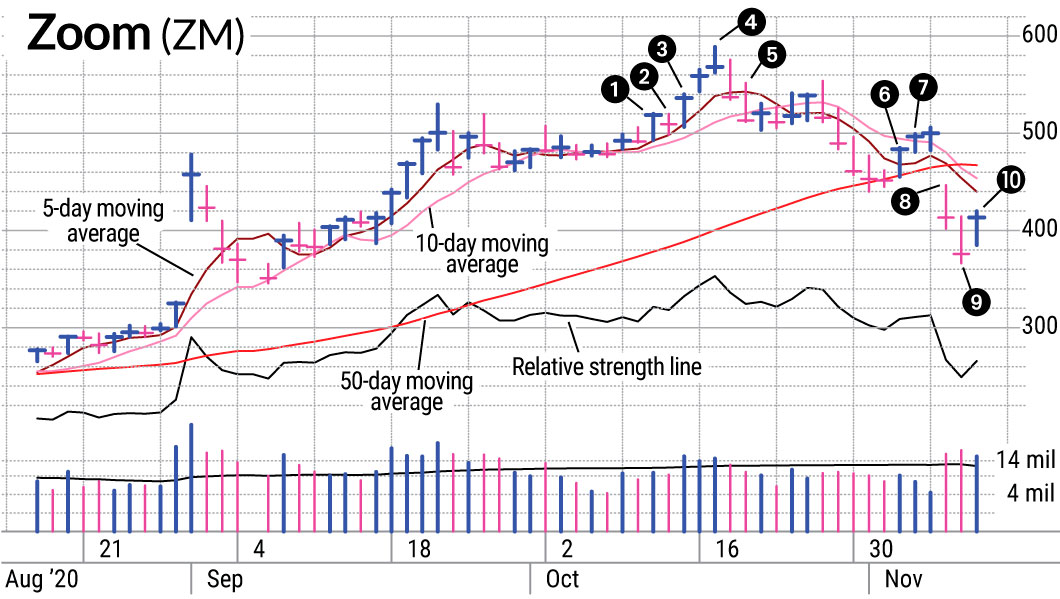 Zoom (ZM)
600
500
400
300
1
2
3
4
5
6
7
8
9
10
5-day moving
average
10-day moving
average
50-day moving
average
Relative strength line
14 mil
4 mil
21
4
18
2
16
30
Aug ’20
Sep
Oct
Nov